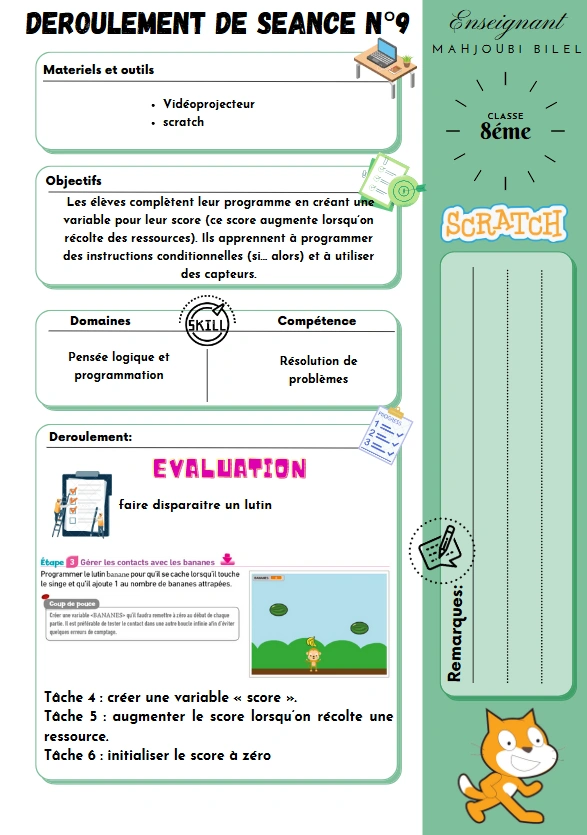 DEROULEMENT DE SEANCE N°9
Materiels et outils
• Vidéoprojecteur
• scratch
Objectifs
Les élèves complètent leur programme en créant une
variable pour leur score (ce score augmente lorsqu'on
récolte des ressources). Ils apprennent à programmer
des instructions conditionnelles (si... alors) et à utiliser
des capteurs.
Domaines
SKILL
Compétence
Pensée logique et
programmation
Résolution de
problèmes
PROGRESS
1
2
3
Deroulement:
EVALUATION
faire disparaitre un lutin
Étape 3 Gérer les contacts avec les bananes
Programmer le lutin banane pour qu'il se cache lorsqu'il touche
le singe et qu'il ajoute 1 au nombre de bananes attrapées.
Coup de pouce
Créer une variable «BANANES» qu'il faudra remettre à zéro au début de chaque
partie. Il est préférable de tester le contact dans une autre boucle infinie afin d'éviter
quelques erreurs de comptage.
BANANES
Tâche 4 : créer une variable « score ».
Tâche 5 : augmenter le score lorsqu'on récolte une
ressource.
Tâche 6 : initialiser le score à zéro
Enseignant
MAHJOUBI BILEL
CLASSE
8éme
SCRATCH
Remarques: